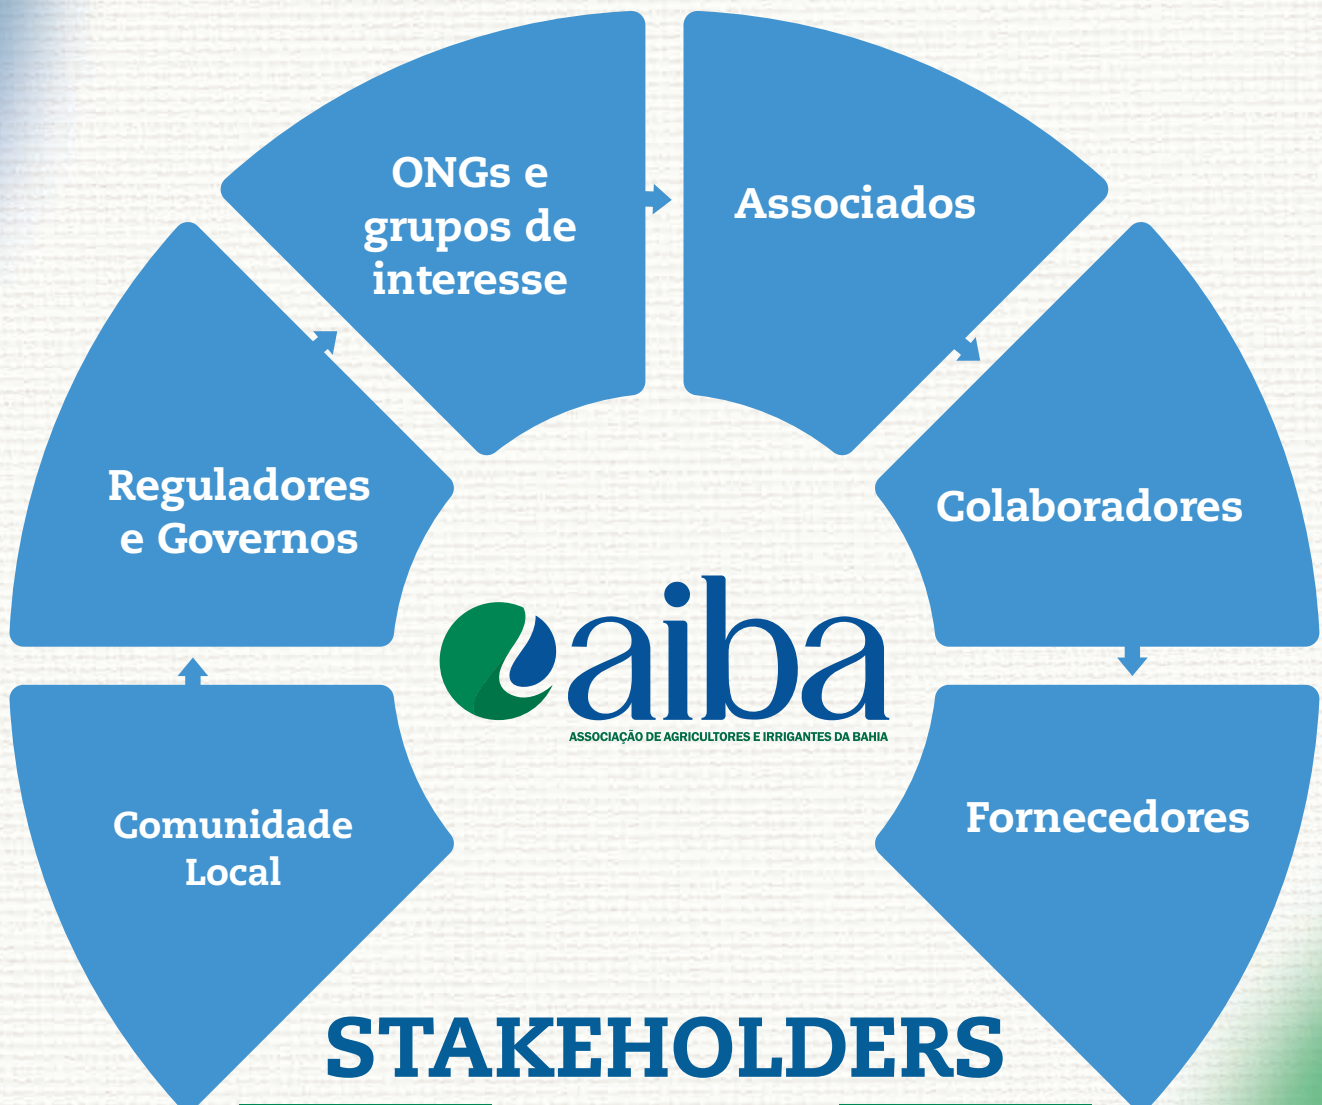 ONGs e
grupos de
interesse
Associados
Reguladores
e Governos
Colaboradores
aiba
ASSOCIAÇÃO DE AGRICULTORES E IRRIGANTES DA BAHIA
Comunidade
Local
Fornecedores
STAKEHOLDERS